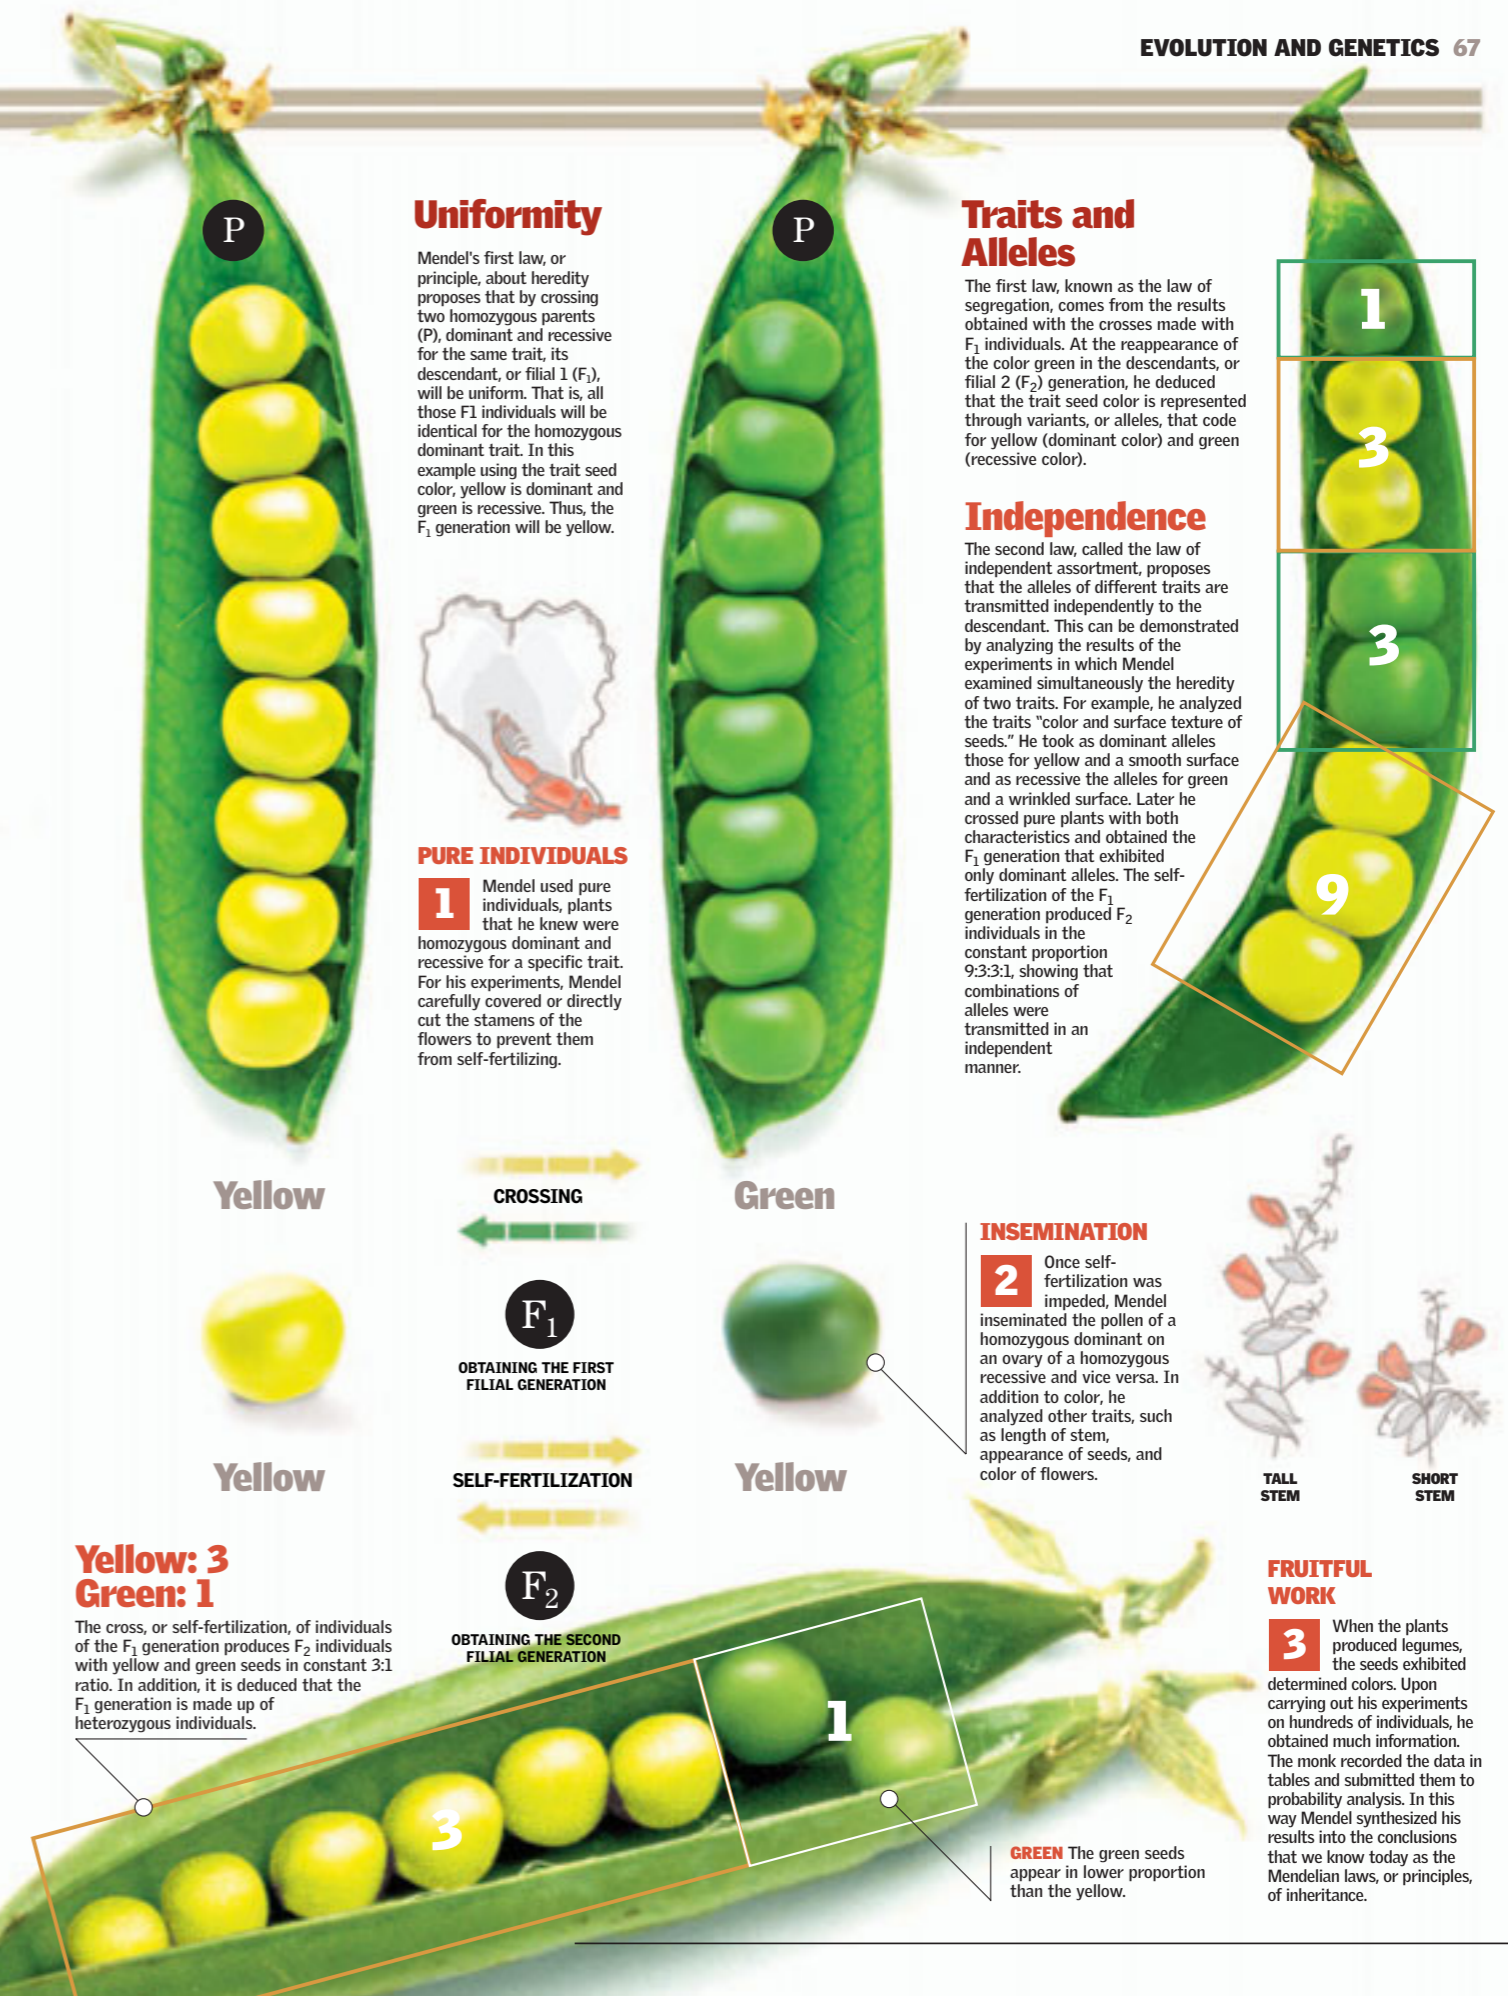 EVOLUTION AND GENETICS 67
P
Uniformity
Mendel's first law, or
principle, about heredity
proposes that by crossing
two homozygous parents
(P), dominant and recessive
for the same trait, its
descendant, or filial 1 (F₁),
will be uniform. That is, all
those F1 individuals will be
identical for the homozygous
dominant trait. In this
example using the trait seed
color, yellow is dominant and
green is recessive. Thus, the
F₁ generation will be yellow.
PURE INDIVIDUALS
1
Mendel used pure
individuals, plants
that he knew were
homozygous dominant and
recessive for a specific trait.
For his experiments, Mendel
carefully covered or directly
cut the stamens of the
flowers to prevent them
from self-fertilizing.
P
Traits and
Alleles
The first law, known as the law of
segregation, comes from the results
obtained with the crosses made with
F₁ individuals. At the reappearance of
the color green in the descendants, or
filial 2 (F₂) generation, he deduced
that the trait seed color is represented
through variants, or alleles, that code
for yellow (dominant color) and green
(recessive color).
Independence
The second law, called the law of
independent assortment, proposes
that the alleles of different traits are
transmitted independently to the
descendant. This can be demonstrated
by analyzing the results of the
experiments in which Mendel
examined simultaneously the heredity
of two traits. For example, he analyzed
the traits “color and surface texture of
seeds.” He took as dominant alleles
those for yellow and a smooth surface
and as recessive the alleles for green
and a wrinkled surface. Later he
crossed pure plants with both
characteristics and obtained the
F₁ generation that exhibited
only dominant alleles. The self-
fertilization of the F₁
generation produced F₂
individuals in the
constant proportion
9:3:3:1, showing that
combinations of
alleles were
transmitted in an
independent
manner.
1
3
3
9
Yellow
CROSSING
Green
F₁
OBTAINING THE FIRST
FILIAL GENERATION
Yellow
SELF-FERTILIZATION
Yellow
F₂
OBTAINING THE SECOND
FILIAL GENERATION
INSEMINATION
2
Once self-
fertilization was
impeded, Mendel
inseminated the pollen of a
homozygous dominant on
an ovary of a homozygous
recessive and vice versa. In
addition to color, he
analyzed other traits, such
as length of stem,
appearance of seeds, and
color of flowers.
TALL
STEM
SHORT
STEM
Yellow: 3
Green: 1
The cross, or self-fertilization, of individuals
of the F₁ generation produces F₂ individuals
with yellow and green seeds in constant 3:1
ratio. In addition, it is deduced that the
F₁ generation is made up of
heterozygous individuals.
3
1
GREEN The green seeds
appear in lower proportion
than the yellow.
FRUITFUL
WORK
3
When the plants
produced legumes,
the seeds exhibited
determined colors. Upon
carrying out his experiments
on hundreds of individuals, he
obtained much information.
The monk recorded the data in
tables and submitted them to
probability analysis. In this
way Mendel synthesized his
results into the conclusions
that we know today as the
Mendelian laws, or principles,
of inheritance.